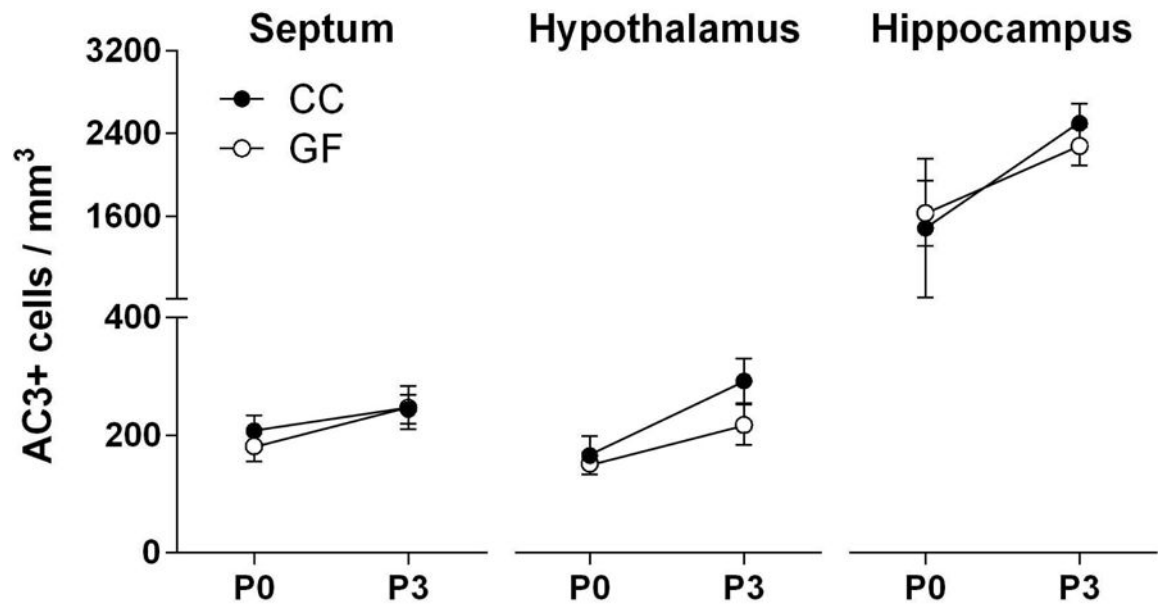 Septum Hypothalamus Hippocampus
3200
CC
GF
2400
1600
400
200
0
AC3+ cells / mm³
P0 P3 P0 P3 P0 P3